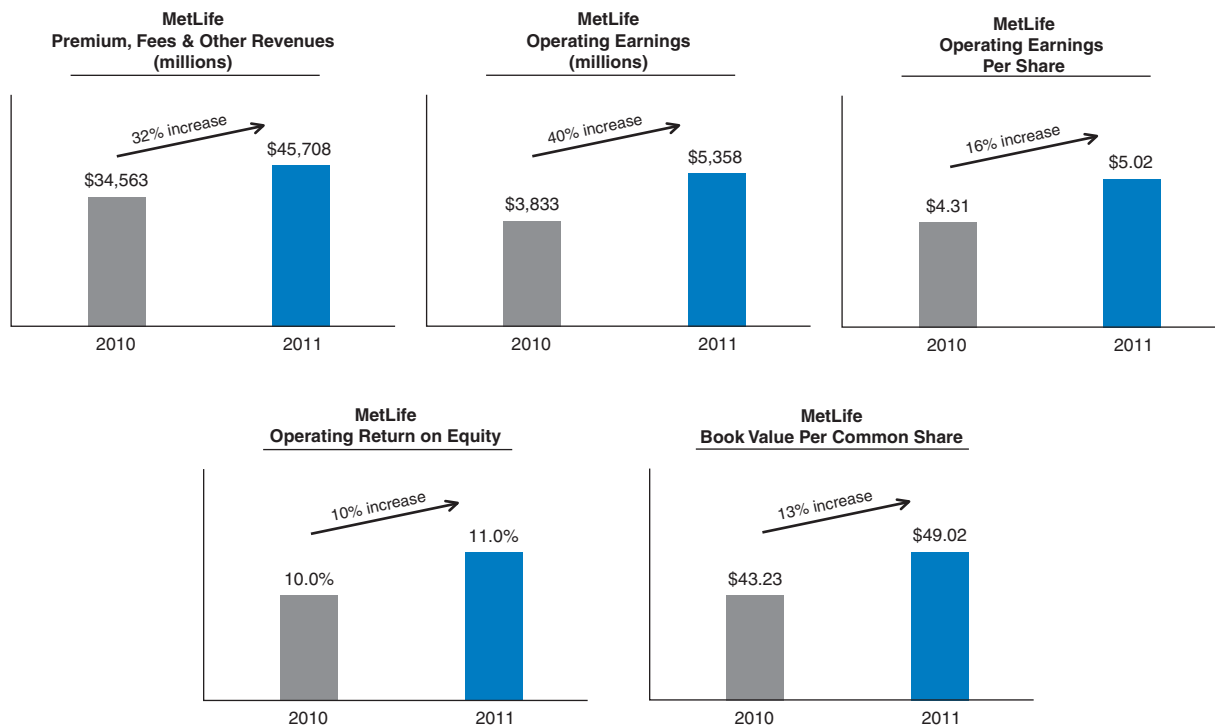 MetLife
Premium, Fees & Other Revenues
(millions)
32% increase
$34,563
$45,708
2010
2011
MetLife
Operating Earnings
(millions)
40% increase
$3,833
$5,358
2010
2011
MetLife
Operating Earnings
Per Share
16% increase
$4.31
$5.02
2010
2011
MetLife
Operating Return on Equity
10% increase
10.0%
11.0%
2010
2011
MetLife
Book Value Per Common Share
13% increase
$43.23
$49.02
2010
2011